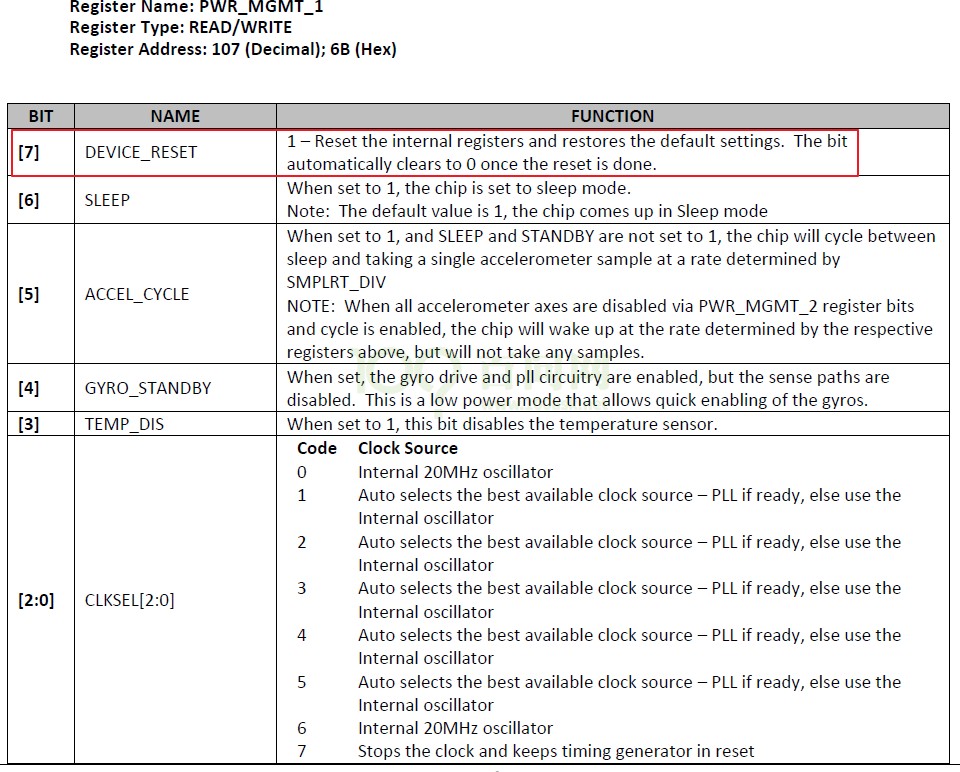 Register Name: PWR_MGMT_1
Register Type: READ/WRITE
Register Address: 107 (Decimal); 6B (Hex)
BIT NAME FUNCTION
[7] DEVICE_RESET 1 – Reset the internal registers and restores the default settings. The bit
automatically clears to 0 once the reset is done.
[6] SLEEP When set to 1, the chip is set to sleep mode.
Note: The default value is 1, the chip comes up in Sleep mode
[5] ACCEL_CYCLE When set to 1, and SLEEP and STANDBY are not set to 1, the chip will cycle between
sleep and taking a single accelerometer sample at a rate determined by
SMPLRT_DIV
NOTE: When all accelerometer axes are disabled via PWR_MGMT_2 register bits
and cycle is enabled, the chip will wake up at the rate determined by the respective
registers above, but will not take any samples.
[4] GYRO_STANDBY When set, the gyro drive and pll circuitry are enabled, but the sense paths are
disabled. This is a low power mode that allows quick enabling of the gyros.
[3] TEMP_DIS When set to 1, this bit disables the temperature sensor.
[2:0] CLKSEL[2:0] Code Clock Source
0 Internal 20MHz oscillator
1 Auto selects the best available clock source – PLL if ready, else use the
Internal oscillator
2 Auto selects the best available clock source – PLL if ready, else use the
Internal oscillator
3 Auto selects the best available clock source – PLL if ready, else use the
Internal oscillator
4 Auto selects the best available clock source – PLL if ready, else use the
Internal oscillator
5 Auto selects the best available clock source – PLL if ready, else use the
Internal oscillator
6 Internal 20MHz oscillator
7 Stops the clock and keeps timing generator in reset